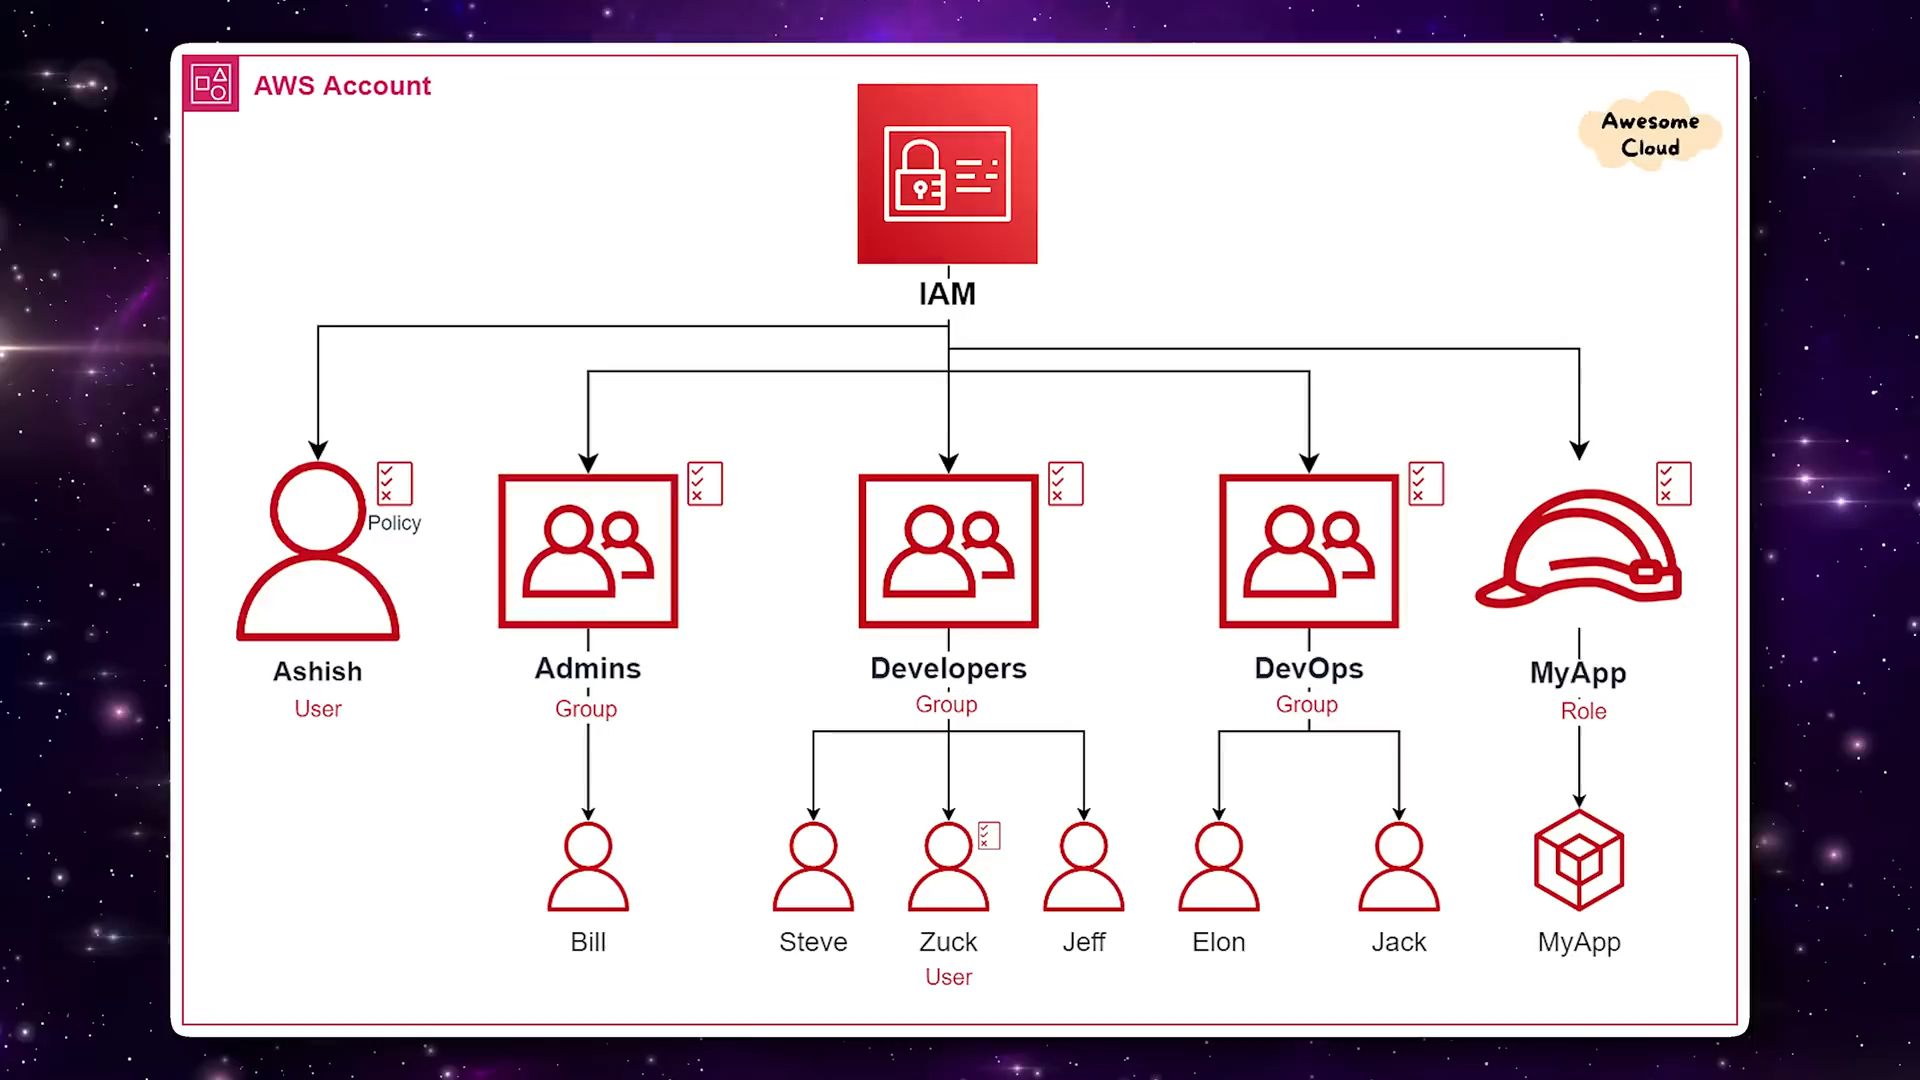 AWS Account
Awesome
Cloud
IAM
Policy
Ashish
User
Admins
Group
Developers
Group
DevOps
Group
MyApp
Role
Bill
Steve
Zuck
User
Jeff
Elon
Jack
MyApp